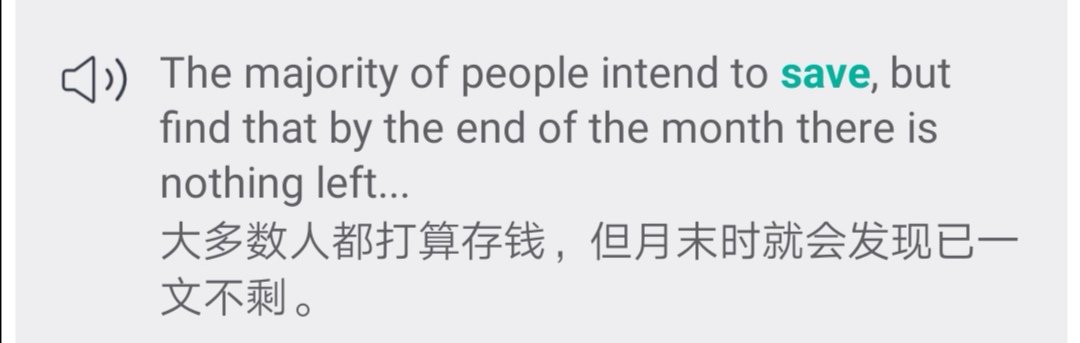 The majority of people intend to save, but
find that by the end of the month there is
nothing left...
大多数人都打算存钱，但月末时就会发现已一
文不剩。